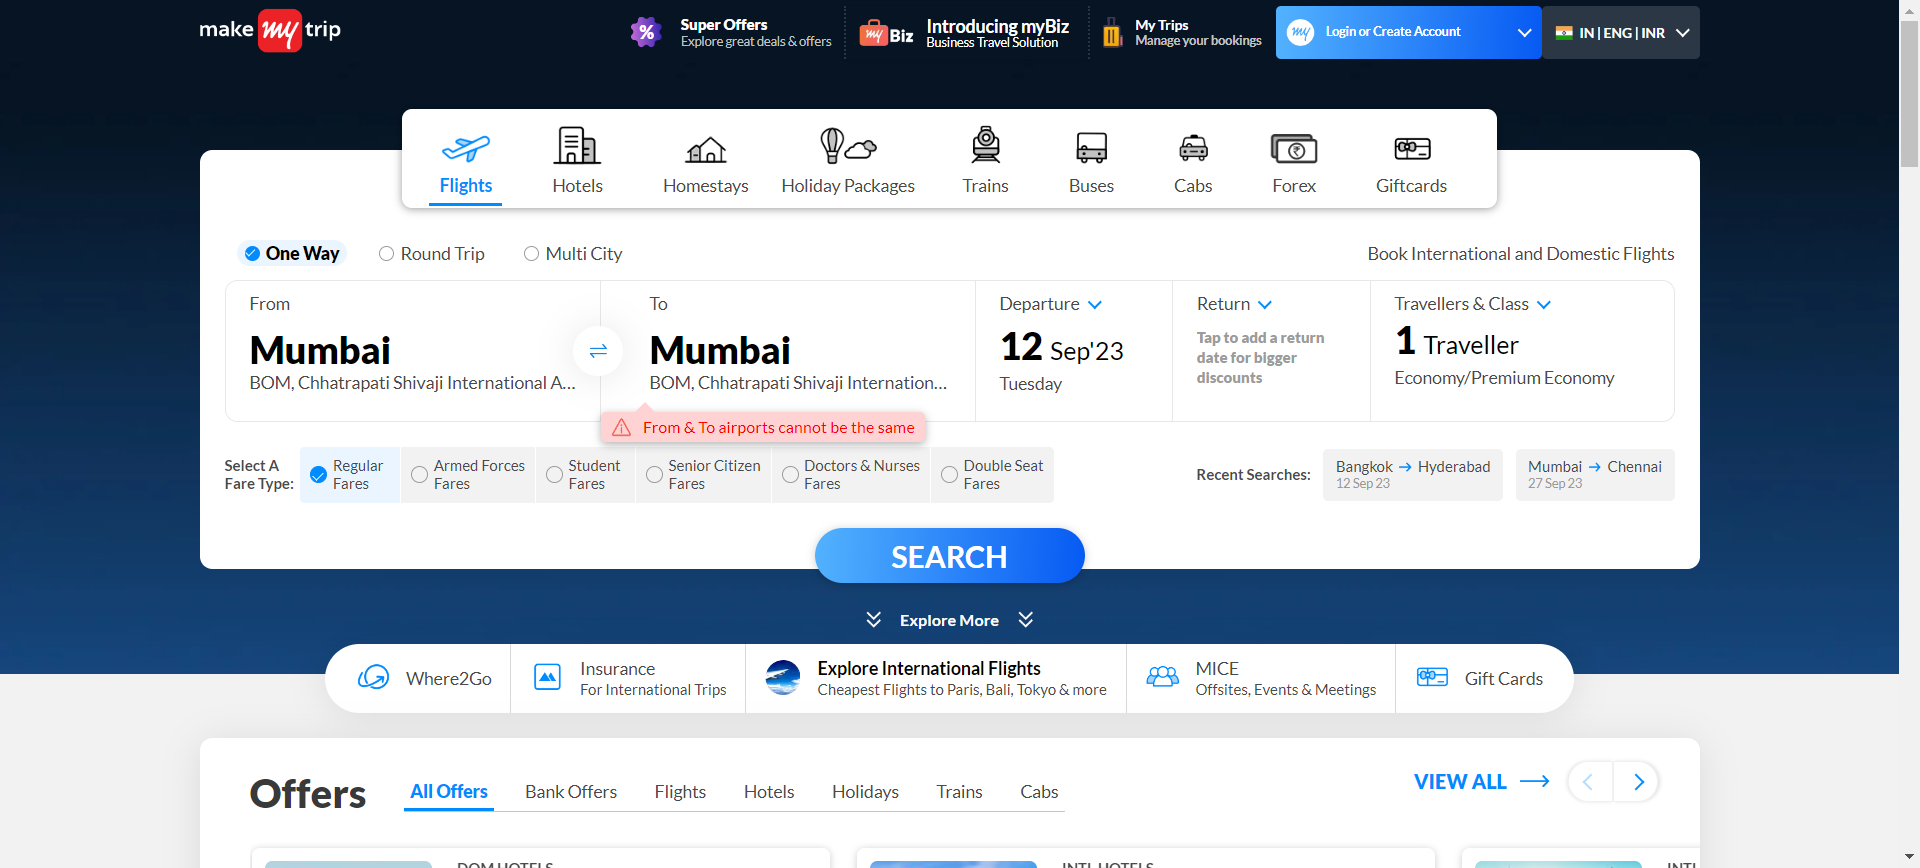 make my trip
Super Offers
Explore great deals & offers
my Biz
Introducing myBiz
Business Travel Solution
My Trips
Manage your bookings
my
Login or Create Account
IN | ENG | INR
Flights
Hotels
Homestays
Holiday Packages
Trains
Buses
Cabs
Forex
Giftcards
One Way
Round Trip
Multi City
Book International and Domestic Flights
From
Mumbai
BOM, Chhatrapati Shivaji International A...
To
Mumbai
BOM, Chhatrapati Shivaji Internation...
Departure
12 Sep'23
Tuesday
Return
Tap to add a return
date for bigger
discounts
Travellers & Class
1 Traveller
Economy/Premium Economy
From & To airports cannot be the same
Select A
Fare Type:
Regular
Fares
Armed Forces
Fares
Student
Fares
Senior Citizen
Fares
Doctors & Nurses
Fares
Double Seat
Fares
Recent Searches:
Bangkok → Hyderabad
12 Sep 23
Mumbai → Chennai
27 Sep 23
SEARCH
Explore More
Where2Go
Insurance
For International Trips
Explore International Flights
Cheapest Flights to Paris, Bali, Tokyo & more
MICE
Offsites, Events & Meetings
Gift Cards
Offers
All Offers
Bank Offers
Flights
Hotels
Holidays
Trains
Cabs
VIEW ALL
DOM HOTELS
INTL HOTELS
INTL